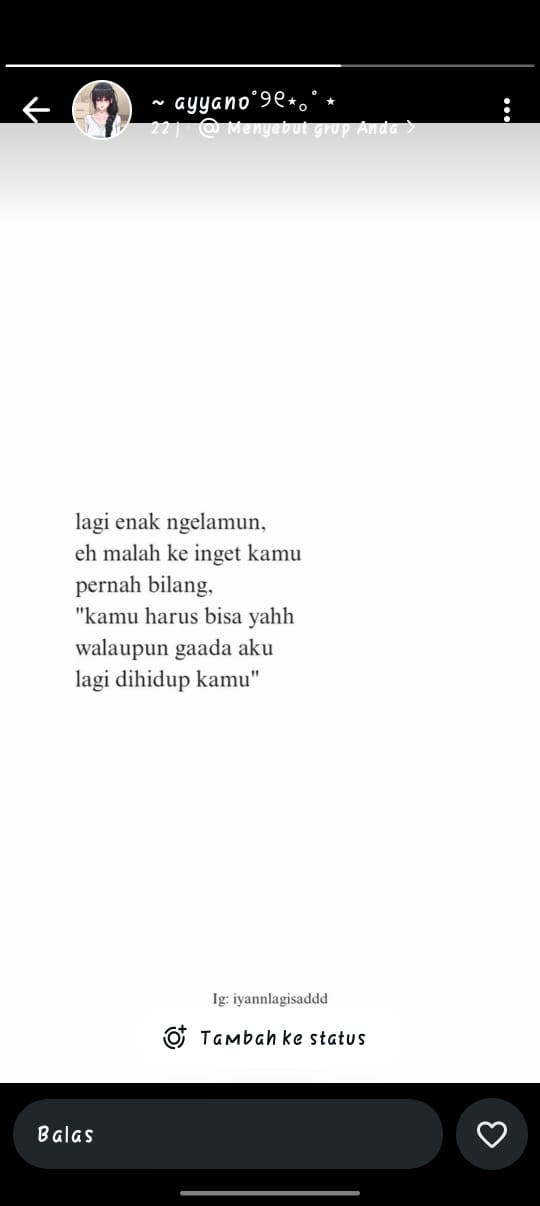 ~ ayyano˚୨୧⋆｡˚ ⋆
22 j · @ Menyebut grup Anda >
lagi enak ngelamun,
eh malah ke inget kamu
pernah bilang,
"kamu harus bisa yahh
walaupun gaada aku
lagi dihidup kamu"
Ig: iyannlagisaddd
Tambah ke status
Balas